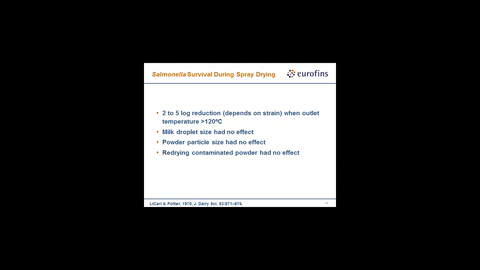 Salmonella Survival During Spray Drying
eurofins
• 2 to 5 log reduction (depends on strain) when outlet
temperature >120ºC
• Milk droplet size had no effect
• Powder particle size had no effect
• Redrying contaminated powder had no effect
LiCari & Potter, 1970, J. Dairy. Sci. 53:871–876.